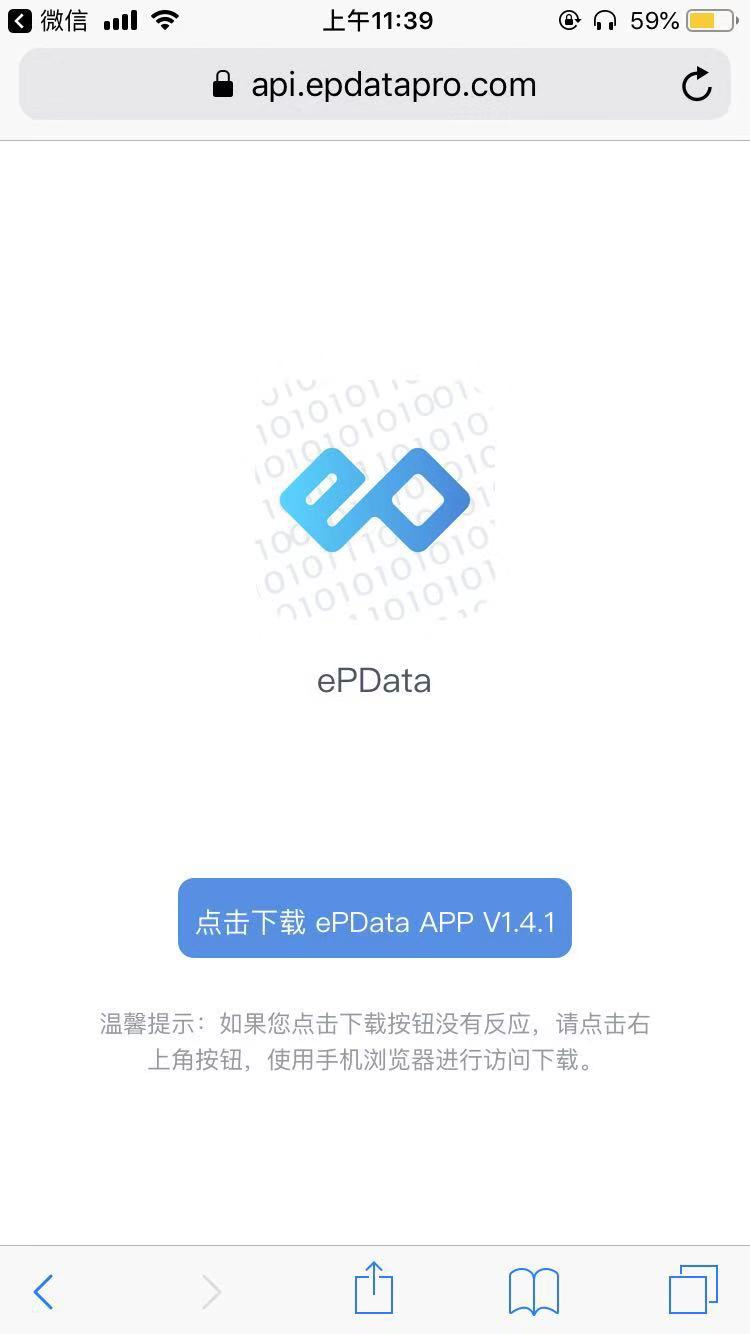 微信 上午11:39 59%
api.epdatapro.com
ep
ePData
点击下载 ePData APP V1.4.1
温馨提示：如果您点击下载按钮没有反应，请点击右
上角按钮，使用手机浏览器进行访问下载。